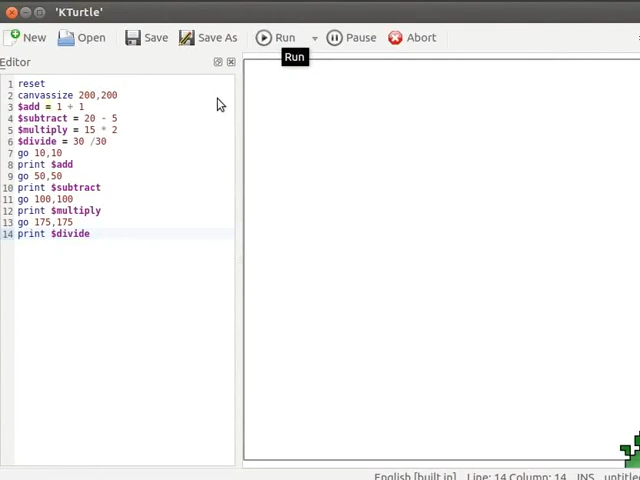 'KTurtle'
New Open Save Save As Run Pause Abort
Run
Editor
1 reset
2 canvassize 200,200
3 $add = 1 + 1
4 $subtract = 20 - 5
5 $multiply = 15 * 2
6 $divide = 30 /30
7 go 10,10
8 print $add
9 go 50,50
10 print $subtract
11 go 100,100
12 print $multiply
13 go 175,175
14 print $divide
English [built in] Line: 14 Column: 14 INS untitled